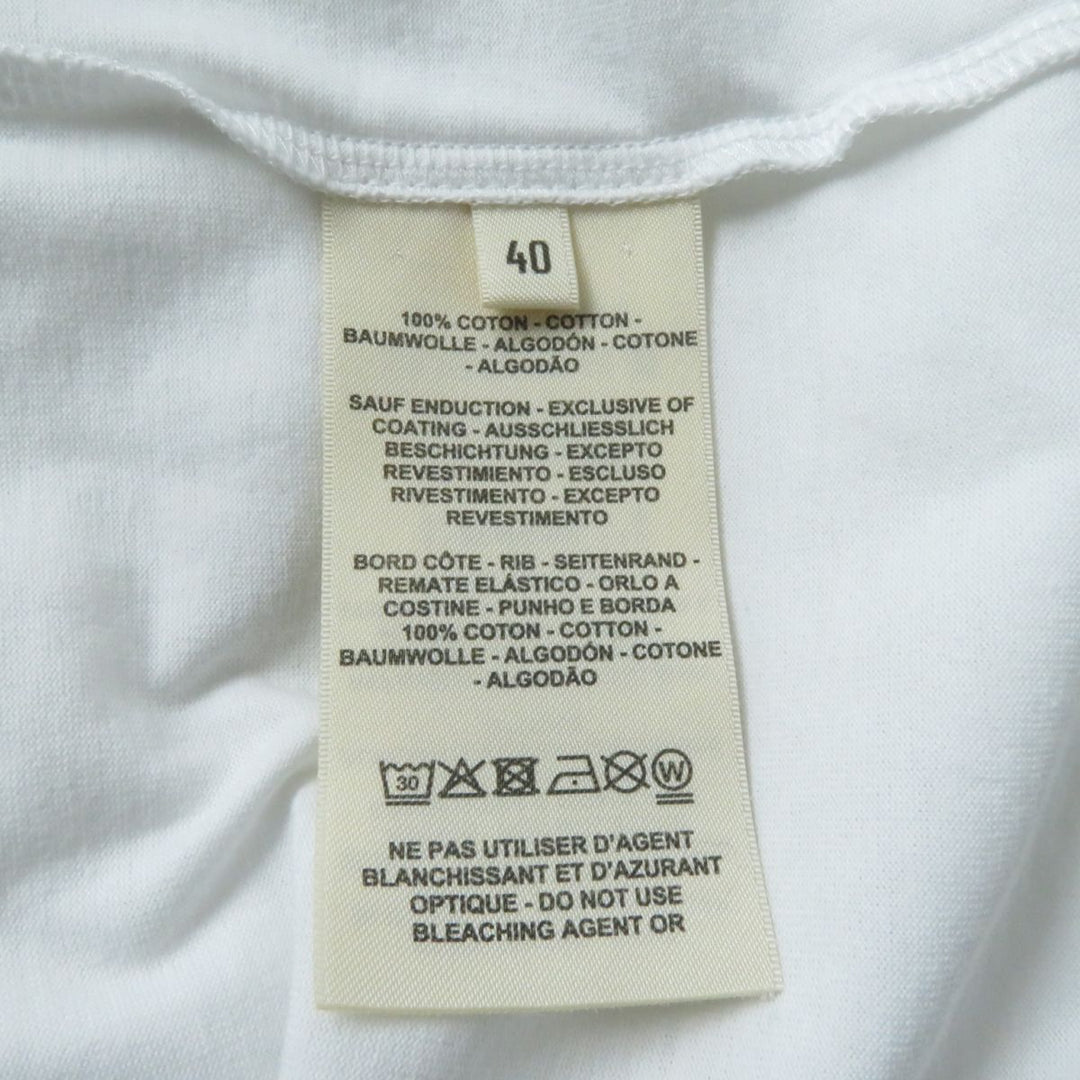 40
100% COTON - COTTON -
BAUMWOLLE - ALGODÓN - COTONE
- ALGODÃO
SAUF ENDUCTION - EXCLUSIVE OF
COATING - AUSSCHLIESSLICH
BESCHICHTUNG - EXCEPTO
REVESTIMIENTO - ESCLUSO
RIVESTIMENTO - EXCEPTO
REVESTIMENTO
BORD CÔTE - RIB - SEITENRAND -
REMATE ELÁSTICO - ORLO A
COSTINE - PUNHO E BORDA
100% COTON - COTTON -
BAUMWOLLE - ALGODÓN - COTONE
- ALGODÃO
30 W
NE PAS UTILISER D'AGENT
BLANCHISSANT ET D'AZURANT
OPTIQUE - DO NOT USE
BLEACHING AGENT OR